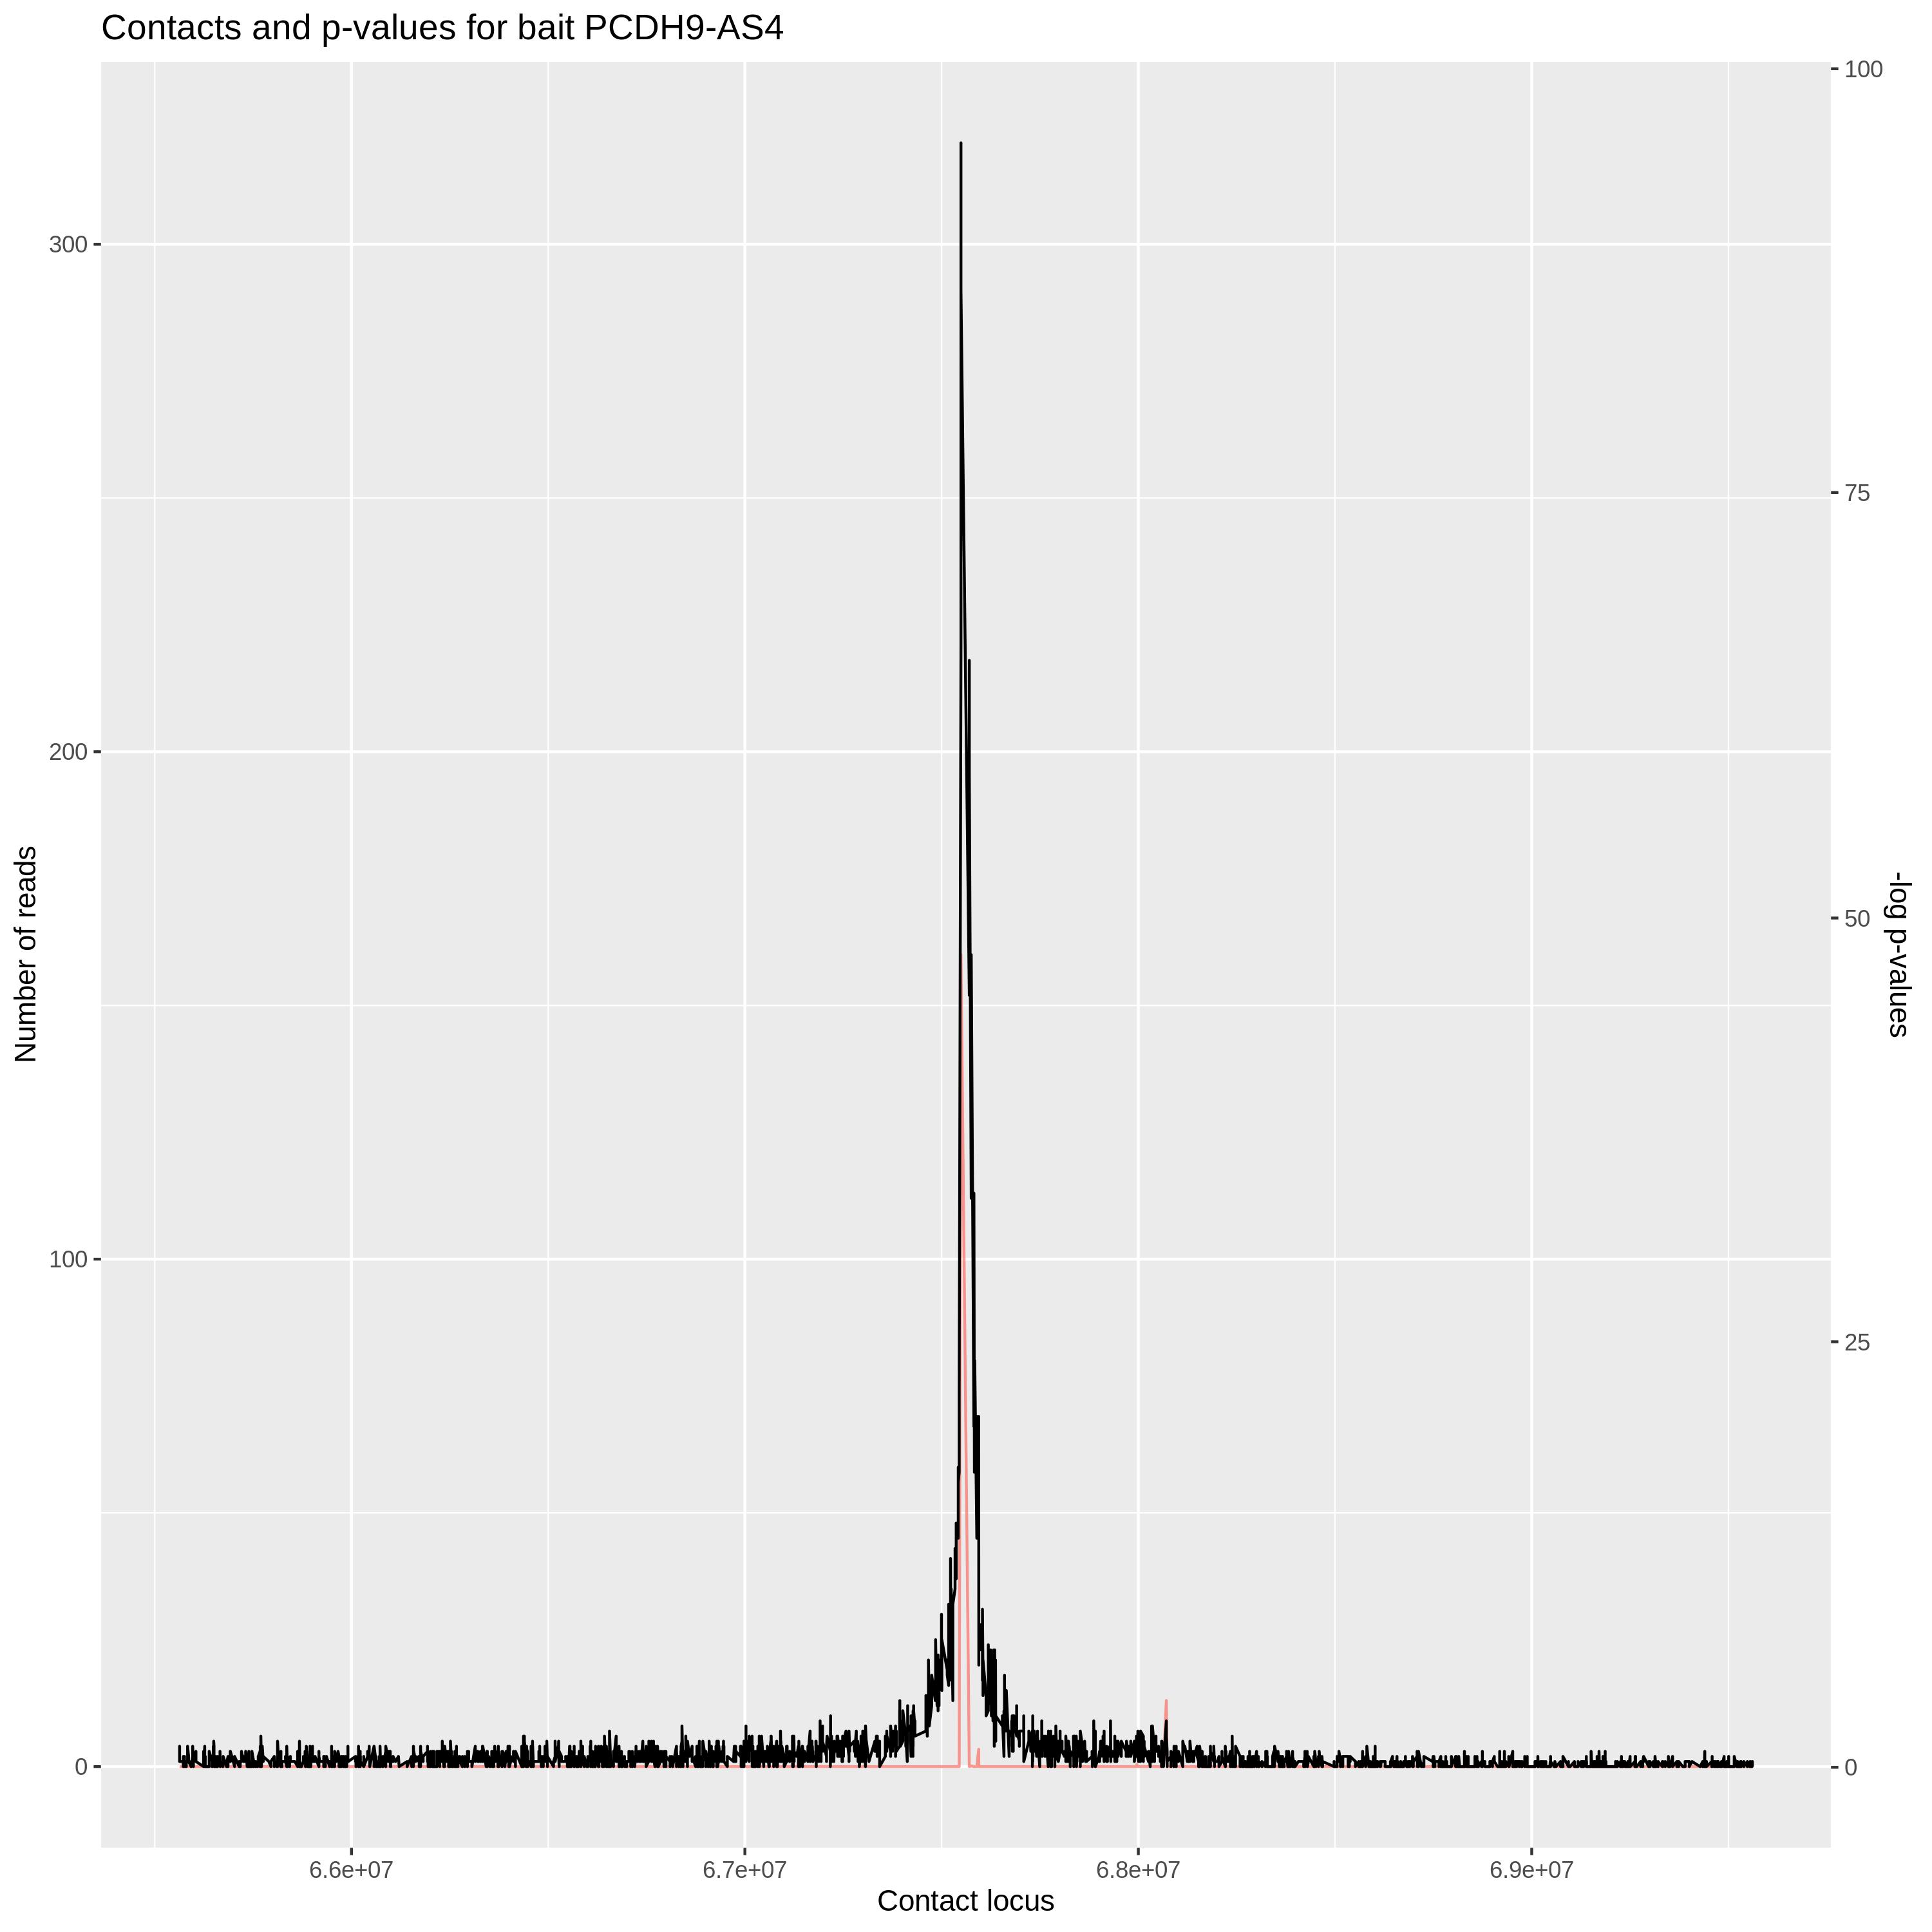 Contacts and p-values for bait PCDH9-AS4
100
300
75
200
50
Number of reads
-log p-values
100
25
0
0
6.6e+07 6.7e+07 6.8e+07 6.9e+07
Contact locus